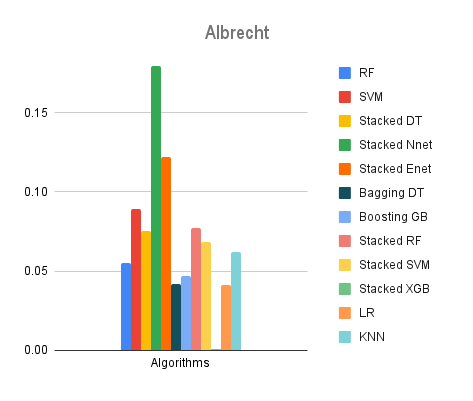 Albrecht
0.15
0.10
0.05
0.00
Algorithms
RF
SVM
Stacked DT
Stacked Nnet
Stacked Enet
Bagging DT
Boosting GB
Stacked RF
Stacked SVM
Stacked XGB
LR
KNN